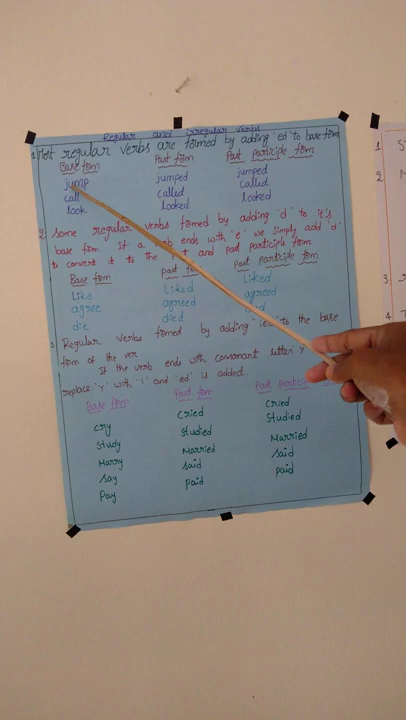 Regular and irregular verbs
1. Most regular verbs are formed by adding 'ed' to base form
Base form Past form Past participle form
jump jumped jumped
call called called
look looked looked
2. Some regular verbs formed by adding 'd' to it's
base form. If a verb ends with 'e' we simply add 'd'
to convert it to the and past participle form.
Base form past form Past participle form
Like liked liked
agree agreed agreed
die died
3 Regular verbs formed by adding 'ied' to the base
form of the ver
If the verb ends with consonant letter 'y'
replace 'y' with 'i' and 'ed' is added
Base form Past form Past participle
cry cried cried
Study Studied Studied
Marry Married Married
say said said
Pay paid paid
1 S
2
3
4